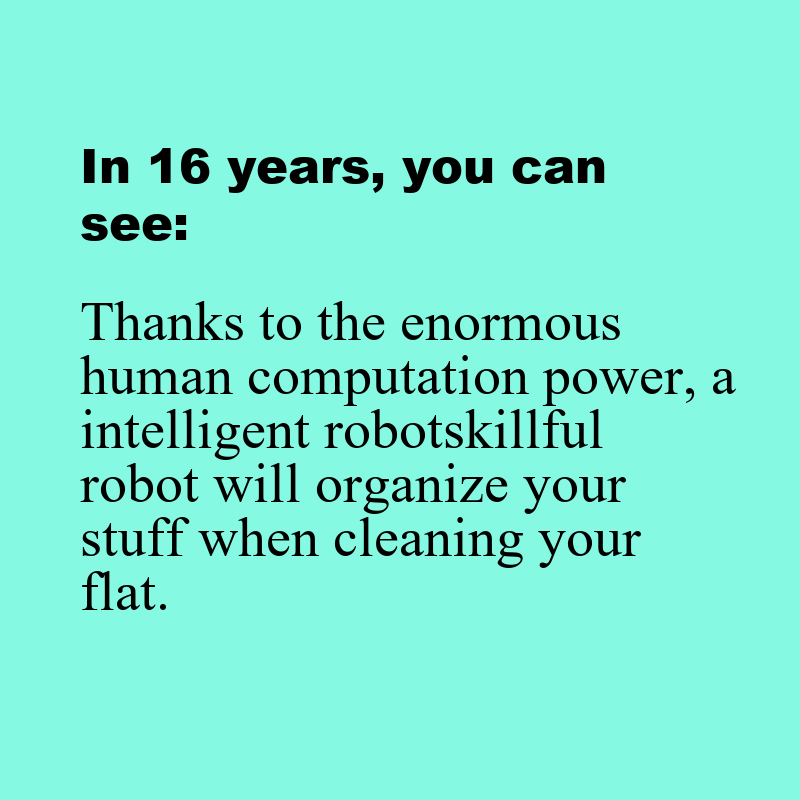 In 16 years, you can
see:
Thanks to the enormous
human computation power, a
intelligent robotskillful
robot will organize your
stuff when cleaning your
flat.